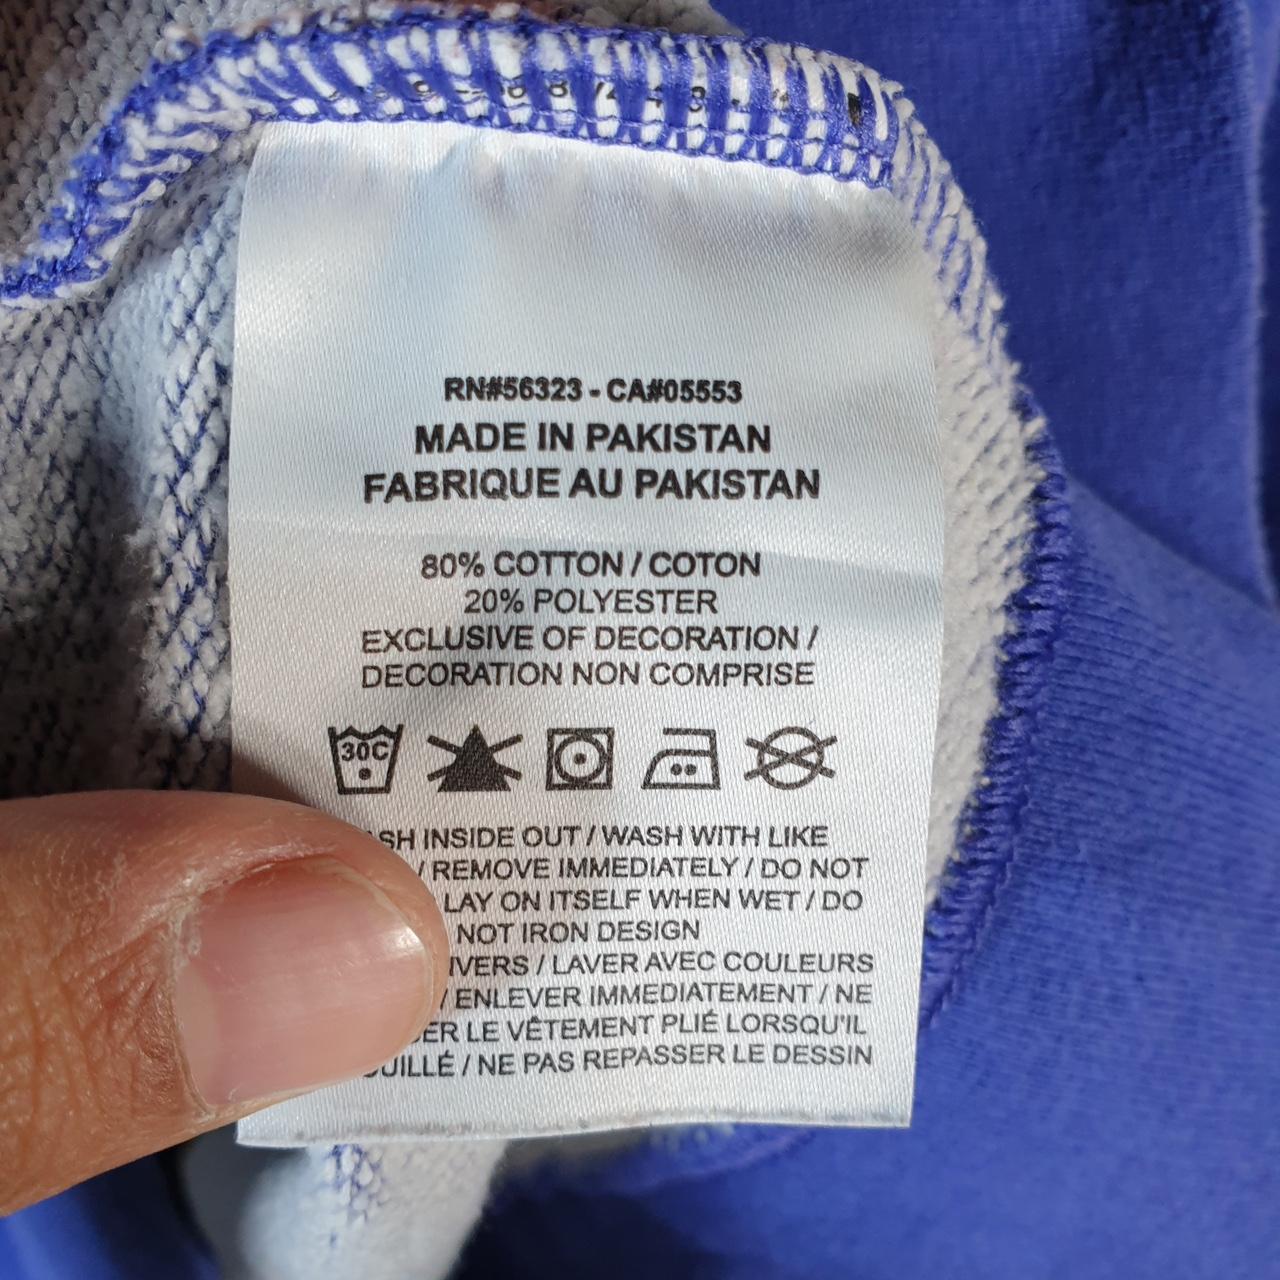 RN#56323 - CA#05553
MADE IN PAKISTAN
FABRIQUE AU PAKISTAN
80% COTTON / COTON
20% POLYESTER
EXCLUSIVE OF DECORATION /
DECORATION NON COMPRISE
30C
INSIDE OUT / WASH WITH LIKE
/ REMOVE IMMEDIATELY / DO NOT
LAY ON ITSELF WHEN WET / DO
NOT IRON DESIGN
/ LAVER AVEC COULEURS
/ ENLEVER IMMEDIATEMENT / NE
LE VÊTEMENT PLIÉ LORSQU'IL
/ NE PAS REPASSER LE DESSIN